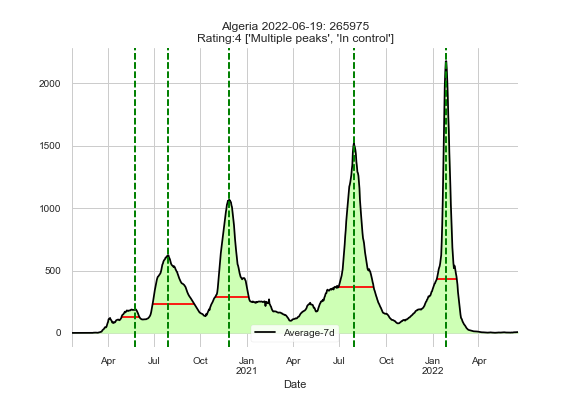 Algeria 2022-06-19: 265975
Rating:4 ['Multiple peaks', 'In control']
2000
1500
1000
500
0
Average-7d
Apr Jul Oct Jan Apr Jul Oct Jan Apr
2021 2022
Date